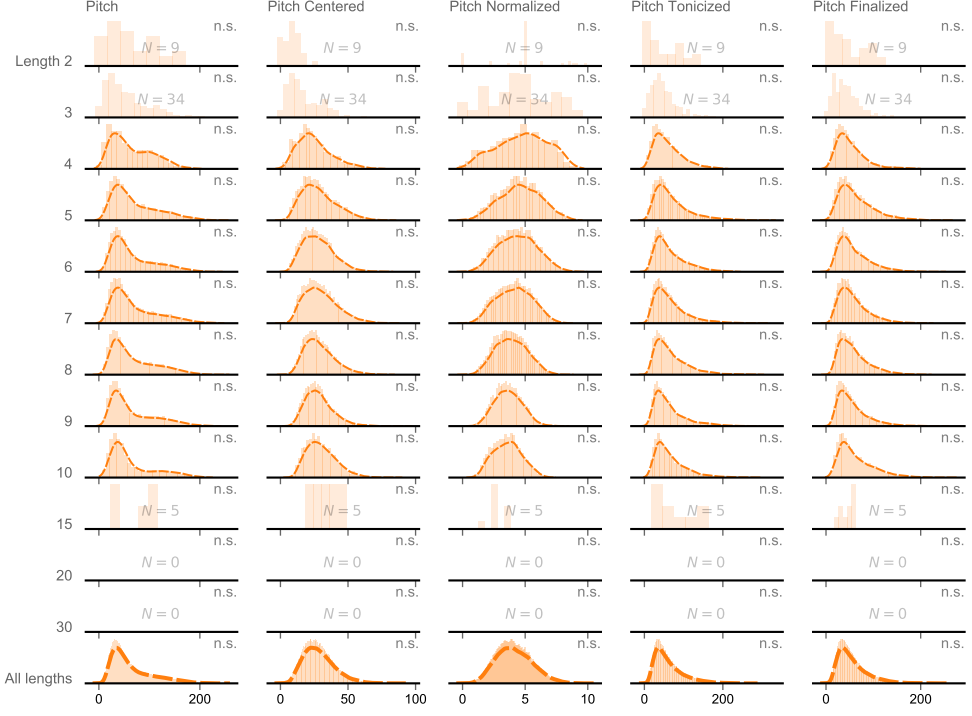 Pitch Pitch Centered Pitch Normalized Pitch Tonicized Pitch Finalized
n.s. n.s. n.s. n.s. n.s.
Length 2 N = 9 N = 9 N = 9 N = 9 N = 9
n.s. n.s. n.s. n.s. n.s.
3 N = 34 N = 34 N = 34 N = 34 N = 34
n.s. n.s. n.s. n.s. n.s.
4
n.s. n.s. n.s. n.s. n.s.
5
n.s. n.s. n.s. n.s. n.s.
6
n.s. n.s. n.s. n.s. n.s.
7
n.s. n.s. n.s. n.s. n.s.
8
n.s. n.s. n.s. n.s. n.s.
9
n.s. n.s. n.s. n.s. n.s.
10
n.s. n.s. n.s. n.s. n.s.
15 N = 5 N = 5 N = 5 N = 5 N = 5
n.s. n.s. n.s. n.s. n.s.
20 N = 0 N = 0 N = 0 N = 0 N = 0
n.s. n.s. n.s. n.s. n.s.
30 N = 0 N = 0 N = 0 N = 0 N = 0
n.s. n.s. n.s. n.s. n.s.
All lengths
0 200 0 50 100 0 5 10 0 200 0 200